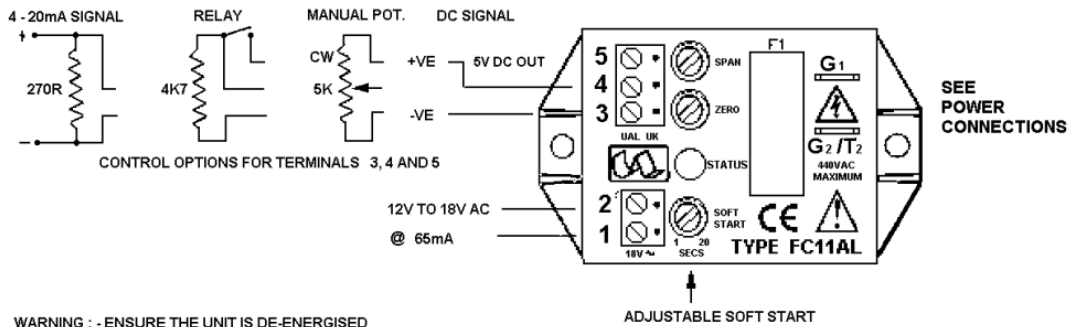 4 - 20mA SIGNAL
RELAY
MANUAL POT.
DC SIGNAL
+
270R
-
4K7
CW
5K
+VE
-VE
5V DC OUT
CONTROL OPTIONS FOR TERMINALS 3, 4 AND 5
12V TO 18V AC
@ 65mA
5
4
3
SPAN
ZERO
UAL UK
STATUS
2
1
18V ~
SOFT
START
1 20
SECS
F1
G1
G2 /T2
440VAC
MAXIMUM
CE
TYPE FC11AL
SEE
POWER
CONNECTIONS
ADJUSTABLE SOFT START
WARNING : - ENSURE THE UNIT IS DE-ENERGISED